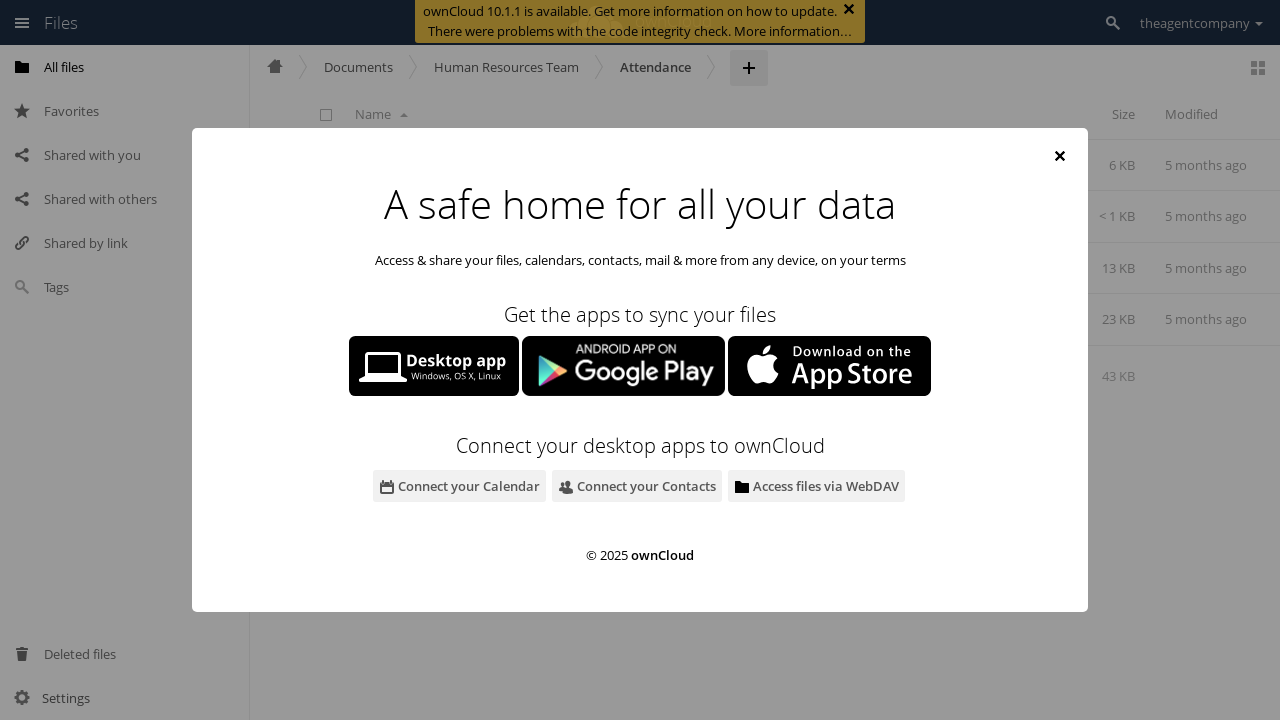 Files
ownCloud 10.1.1 is available. Get more information on how to update.
There were problems with the code integrity check. More information…
theagentcompany
All files
Favorites
Shared with you
Shared with others
Shared by link
Tags
Deleted files
Settings
Documents
Human Resources Team
Attendance
Name
Size
Modified
6 KB
5 months ago
< 1 KB
5 months ago
13 KB
5 months ago
23 KB
5 months ago
43 KB
A safe home for all your data
Access & share your files, calendars, contacts, mail & more from any device, on your terms
Get the apps to sync your files
Desktop app
Windows, OS X, Linux
ANDROID APP ON
Google Play
Download on the
App Store
Connect your desktop apps to ownCloud
Connect your Calendar
Connect your Contacts
Access files via WebDAV
© 2025 ownCloud